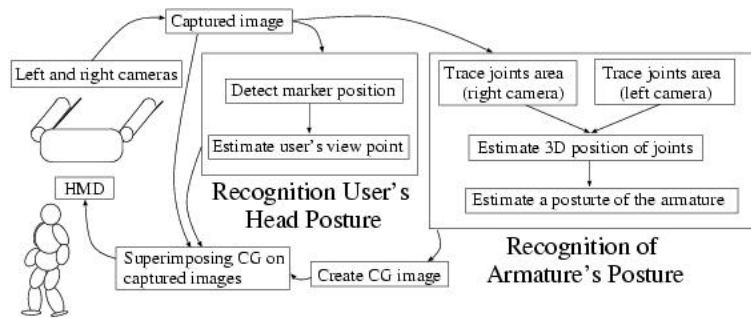 Captured image
Left and right cameras
Detect marker position
Estimate user's view point
Recognition User's
Head Posture
Trace joints area
(right camera)
Trace joints area
(left camera)
Estimate 3D position of joints
Estimate a posturte of the armature
Recognition of
Armature's Posture
HMD
Superimposing CG on
captured images
Create CG image